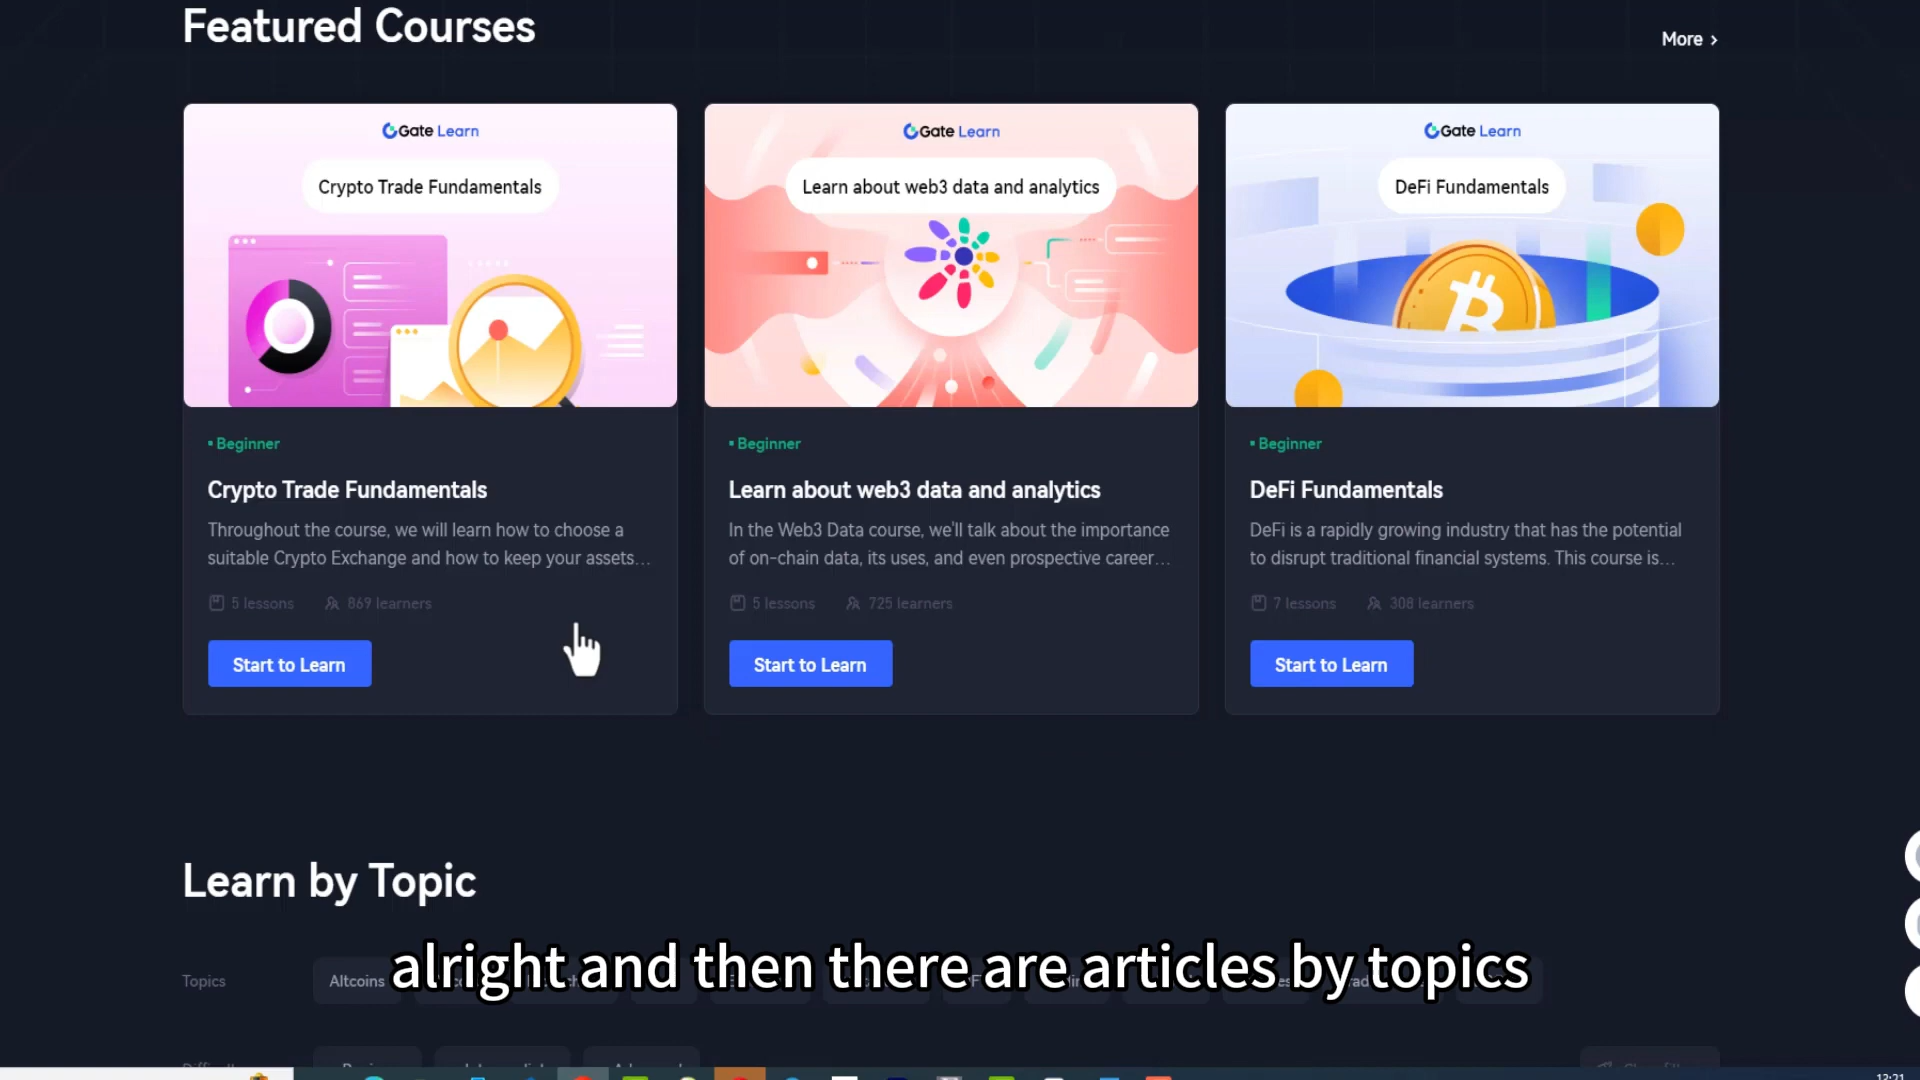 Featured Courses
More >
Gate Learn
Crypto Trade Fundamentals
Gate Learn
Learn about web3 data and analytics
Gate Learn
DeFi Fundamentals
Beginner
Crypto Trade Fundamentals
Throughout the course, we will learn how to choose a
suitable Crypto Exchange and how to keep your assets...
5 lessons 869 learners
Start to Learn
Beginner
Learn about web3 data and analytics
In the Web3 Data course, we'll talk about the importance
of on-chain data, its uses, and even prospective career...
5 lessons 725 learners
Start to Learn
Beginner
DeFi Fundamentals
DeFi is a rapidly growing industry that has the potential
to disrupt traditional financial systems. This course is...
7 lessons 308 learners
Start to Learn
Learn by Topic
Topics Altcoins
alright and then there are articles by topics
12:21